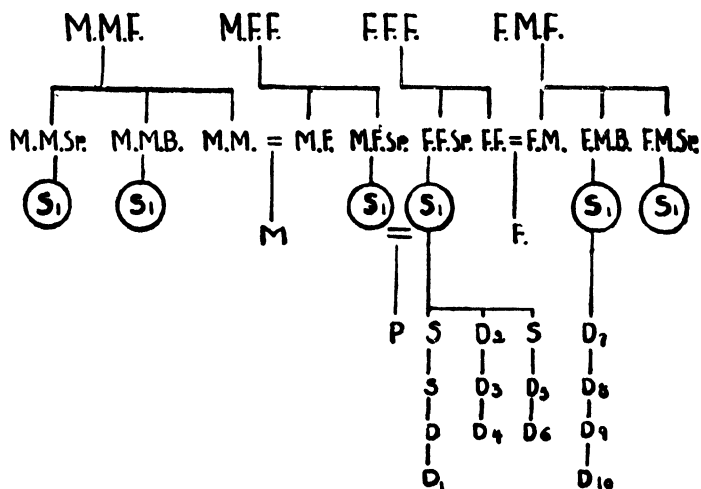 M.M.F. M.F.F. F.F.F. F.M.F.
M.M.Sr. M.M.B. M.M. = M.F. M.F.Sr. F.F.Sr. F.F. = F.M. F.M.B. F.M.Sr.
S1 S1 S1 S1 S1 S1
M = F.
P S D2 S D7
S D3 D5 D8
D D4 D6 D9
D1 D10